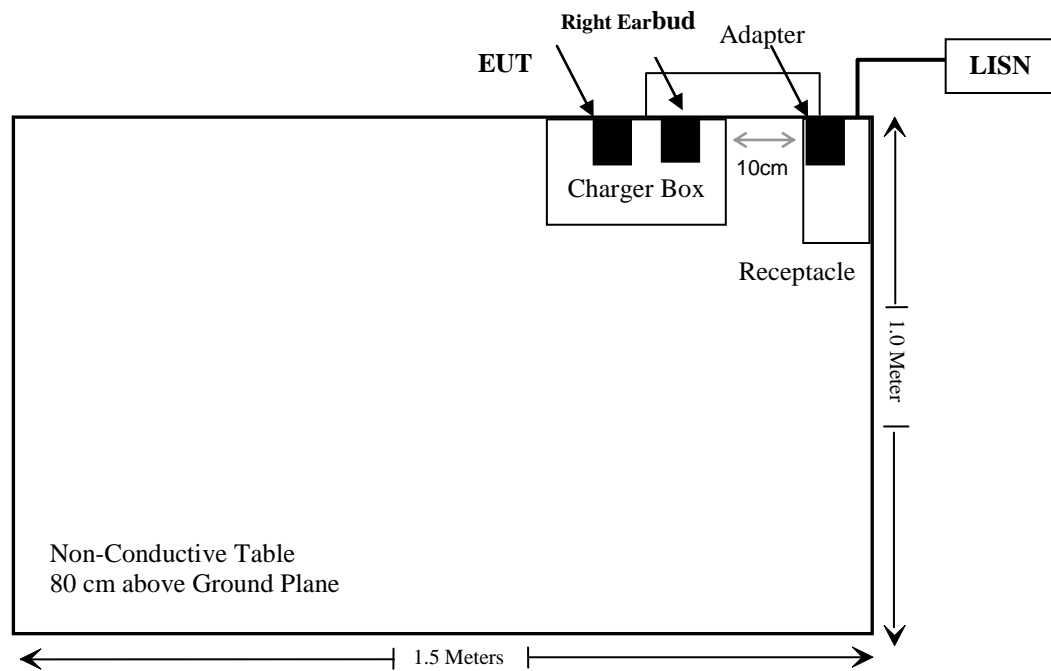 Right Earbud
Adapter
EUT
LISN
10cm
Charger Box
Receptacle
1.0 Meter
Non-Conductive Table
80 cm above Ground Plane
1.5 Meters